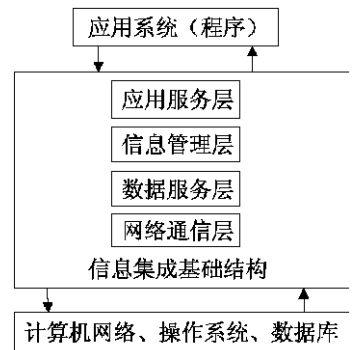 应用系统（程序）
应用服务层
信息管理层
数据服务层
网络通信层
信息集成基础结构
计算机网络、操作系统、数据库